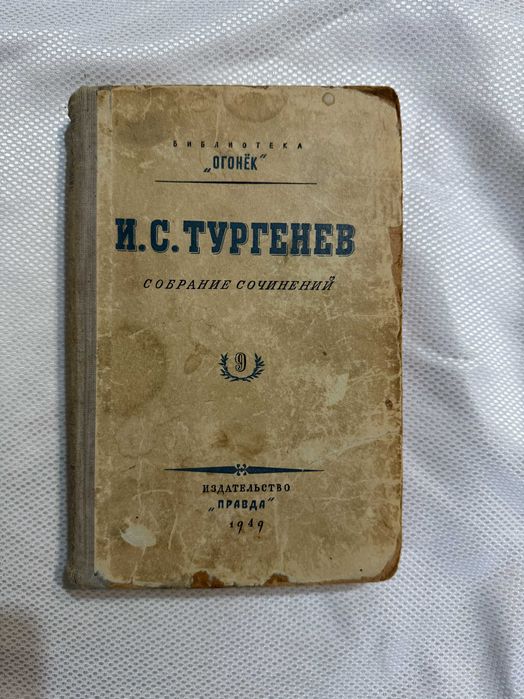 БИБЛИОТЕКА
„ОГОНЁК"
И.С.ТУРГЕНЕВ
СОБРАНИЕ СОЧИНЕНИЙ
9
ИЗДАТЕЛЬСТВО
„ПРАВДА"
1949